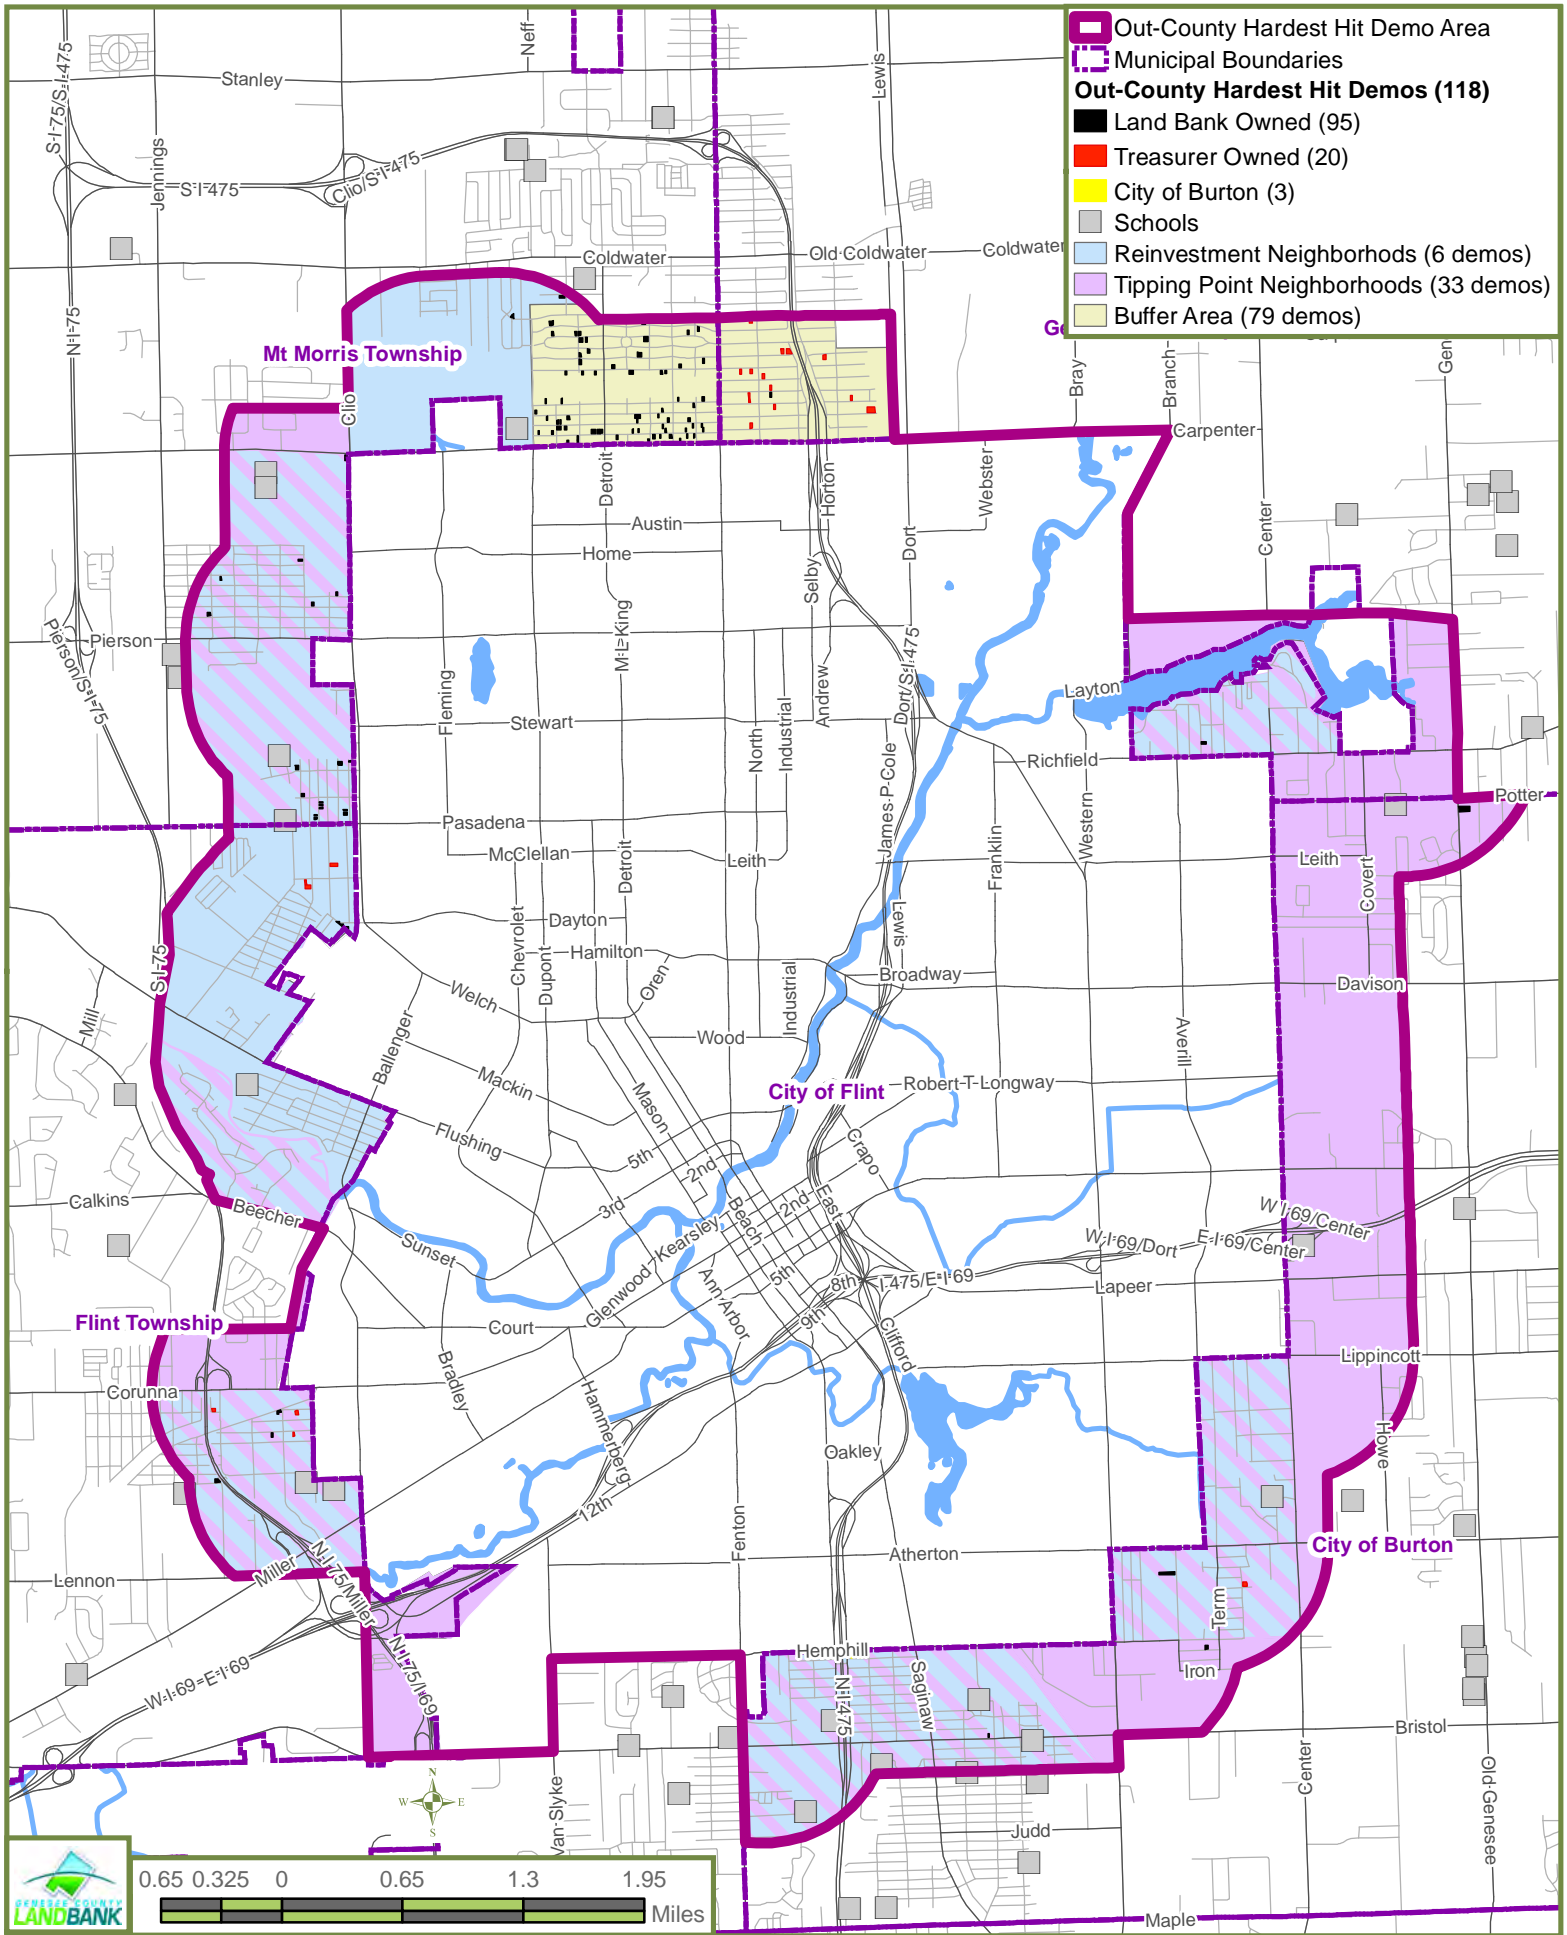 Out-County Hardest Hit Demo Area
Municipal Boundaries
Out-County Hardest Hit Demos (118)
Land Bank Owned (95)
Treasurer Owned (20)
City of Burton (3)
Schools
Reinvestment Neighborhods (6 demos)
Tipping Point Neighborhoods (33 demos)
Buffer Area (79 demos)
Neff
Lewis
S-I-75/S-I-475
Stanley
Jennings
S-I-475
Clio/S-I-475
Coldwater
Old-Coldwater
Coldwater
N-I-75
Mt Morris Township
Ge
Gen
Clio
Bray
Branch
Carpenter
Detroit
Horton
Webster
Center
Austin
Home
Dort
Selby
Pierson
Pierson/S-I-75
M-L-King
Dort/S-I-475
Fleming
Andrew
Layton
Stewart
North
Industrial
James-P-Cole
Richfield
Western
Potter
Pasadena
McClellan
Leith
Detroit
Franklin
Leith
Covert
Chevrolet
Dayton
Lewis
S-I-75
Hamilton
Dupont
Oren
Industrial
Broadway
Davison
Welch
Mill
Wood
Averill
Ballenger
Mackin
Mason
City of Flint
Robert-T-Longway
Flushing
5th
2nd
Crapo
Calkins
Beecher
3rd
Beach
2nd
East
Sunset
Kearsley
W-I-69/Center
W-I-69/Dort
E-I-69/Center
Glenwood
Ann-Arbor
5th
8th
I-475/E-I-69
Lapeer
9th
Flint Township
Court
Clifford
Bradley
Lippincott
Corunna
Hammerberg
Oakley
Howe
12th
Fenton
City of Burton
Atherton
Lennon
Miller
N-I-75/Miller
Term
Hemphill
W-I-69=E-I-69
N-I-75/I-69
N-I-475
Saginaw
Iron
Bristol
Center
Old-Genesee
Van-Slyke
N
W
E
S
Judd
Maple
GENESEE COUNTY
LANDBANK
0.65 0.325 0 0.65 1.3 1.95
Miles